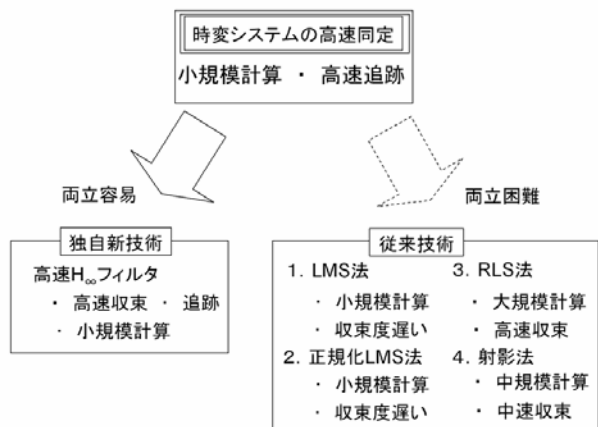 時変システムの高速同定
小規模計算 ・ 高速追跡
両立容易
両立困難
独自新技術
高速H∞フィルタ
・ 高速収束 ・ 追跡
・ 小規模計算
従来技術
1. LMS法
・ 小規模計算
・ 収束度遅い
2. 正規化LMS法
・ 小規模計算
・ 収束度遅い
3. RLS法
・ 大規模計算
・ 高速収束
4. 射影法
・ 中規模計算
・ 中速収束